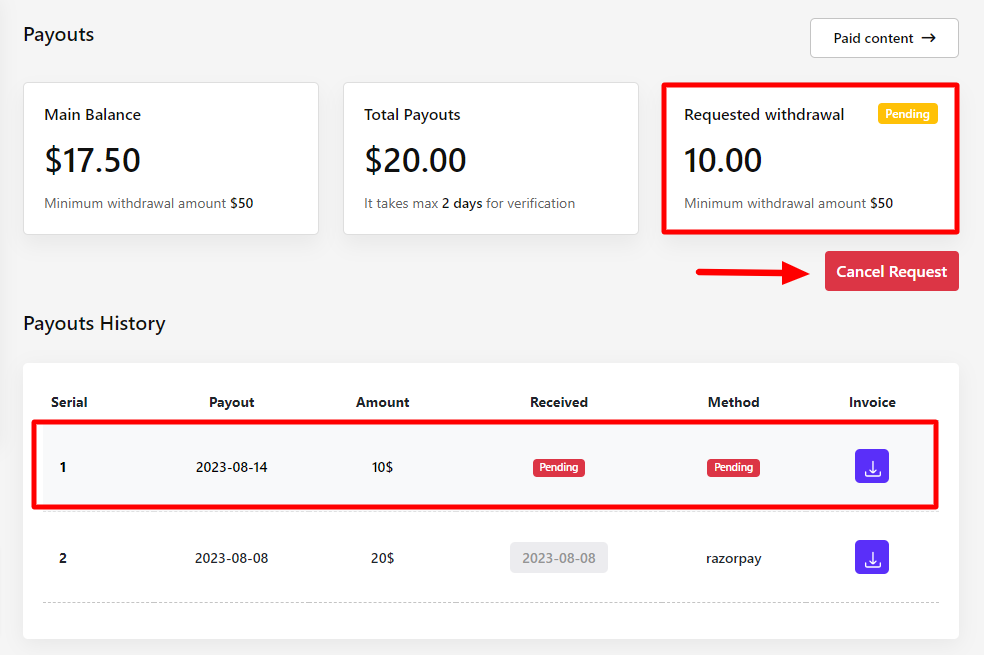 Payouts
Paid content →
Main Balance
$17.50
Minimum withdrawal amount $50
Total Payouts
$20.00
It takes max 2 days for verification
Requested withdrawal Pending
10.00
Minimum withdrawal amount $50
Cancel Request
Payouts History
Serial Payout Amount Received Method Invoice
1 2023-08-14 10$ Pending Pending
2 2023-08-08 20$ 2023-08-08 razorpay